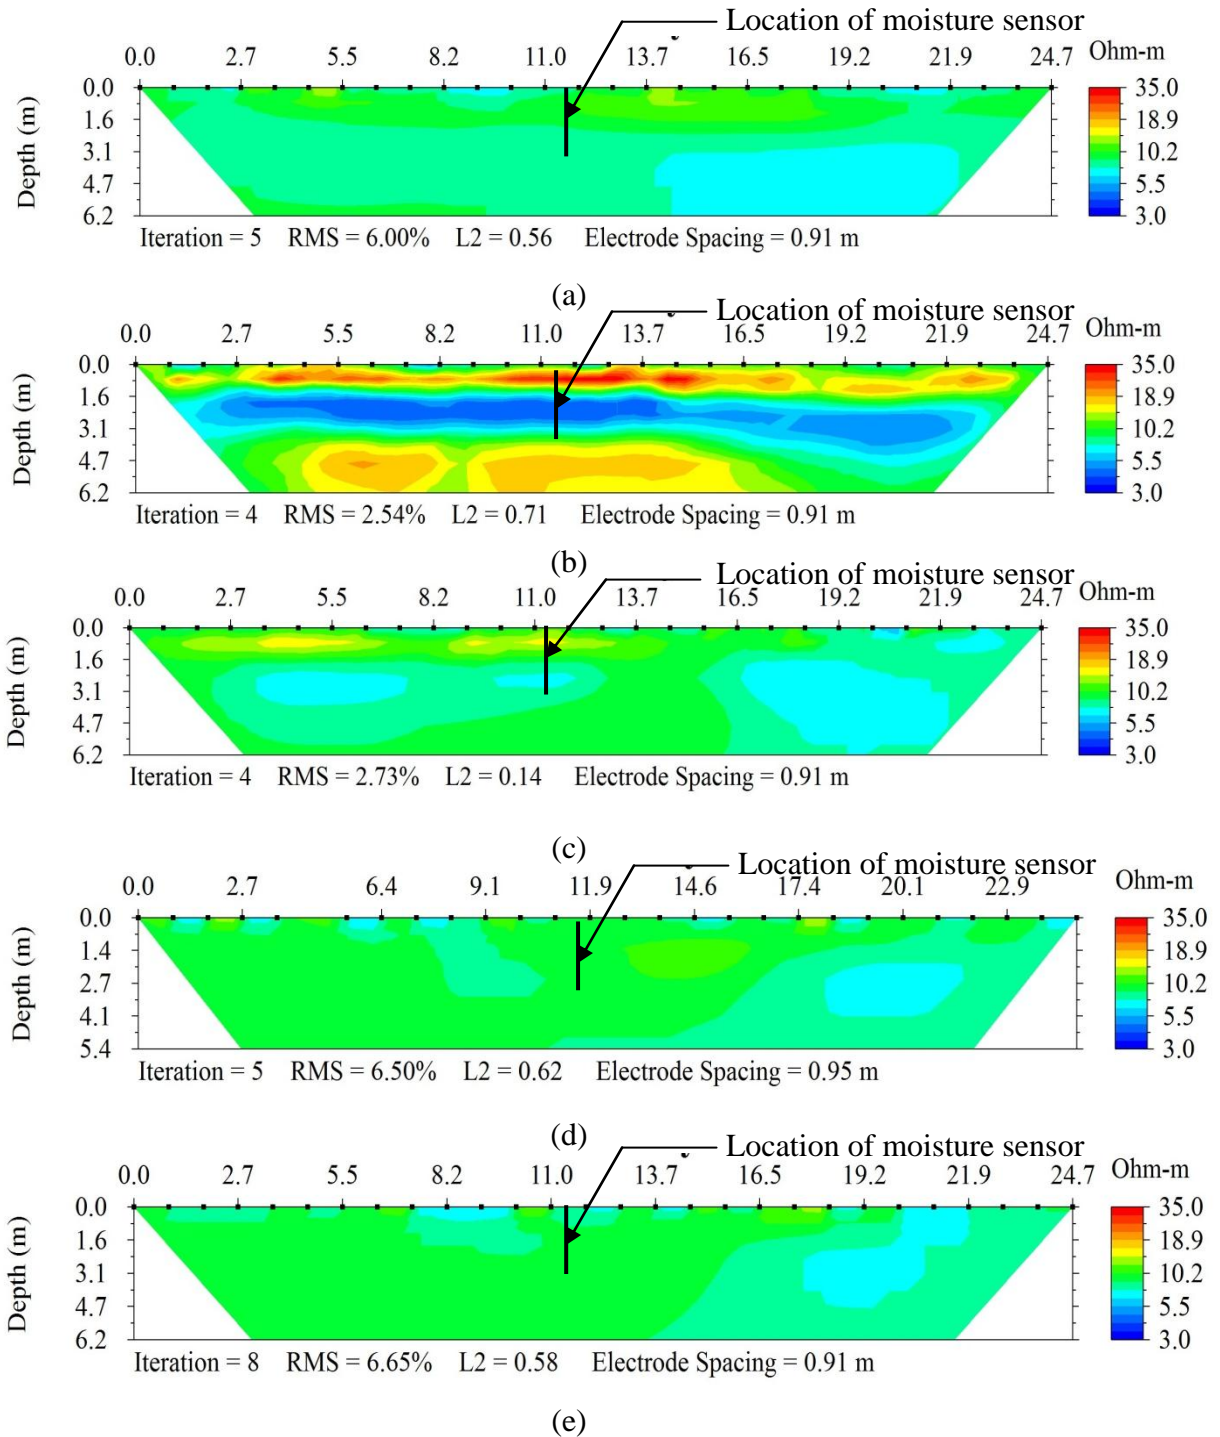 Location of moisture sensor
0.0 2.7 5.5 8.2 11.0 13.7 16.5 19.2 21.9 24.7 Ohm-m
0.0 35.0
1.6 18.9
3.1 10.2
4.7 5.5
6.2 3.0
Depth (m)
Iteration = 5 RMS = 6.00% L2 = 0.56 Electrode Spacing = 0.91 m
(a)
Location of moisture sensor
0.0 2.7 5.5 8.2 11.0 13.7 16.5 19.2 21.9 24.7 Ohm-m
0.0 35.0
1.6 18.9
3.1 10.2
4.7 5.5
6.2 3.0
Depth (m)
Iteration = 4 RMS = 2.54% L2 = 0.71 Electrode Spacing = 0.91 m
(b)
Location of moisture sensor
0.0 2.7 5.5 8.2 11.0 13.7 16.5 19.2 21.9 24.7 Ohm-m
0.0 35.0
1.6 18.9
3.1 10.2
4.7 5.5
6.2 3.0
Depth (m)
Iteration = 4 RMS = 2.73% L2 = 0.14 Electrode Spacing = 0.91 m
(c)
Location of moisture sensor
0.0 2.7 6.4 9.1 11.9 14.6 17.4 20.1 22.9 Ohm-m
0.0 35.0
1.4 18.9
2.7 10.2
4.1 5.5
5.4 3.0
Depth (m)
Iteration = 5 RMS = 6.50% L2 = 0.62 Electrode Spacing = 0.95 m
(d)
Location of moisture sensor
0.0 2.7 5.5 8.2 11.0 13.7 16.5 19.2 21.9 24.7 Ohm-m
0.0 35.0
1.6 18.9
3.1 10.2
4.7 5.5
6.2 3.0
Depth (m)
Iteration = 8 RMS = 6.65% L2 = 0.58 Electrode Spacing = 0.91 m
(e)